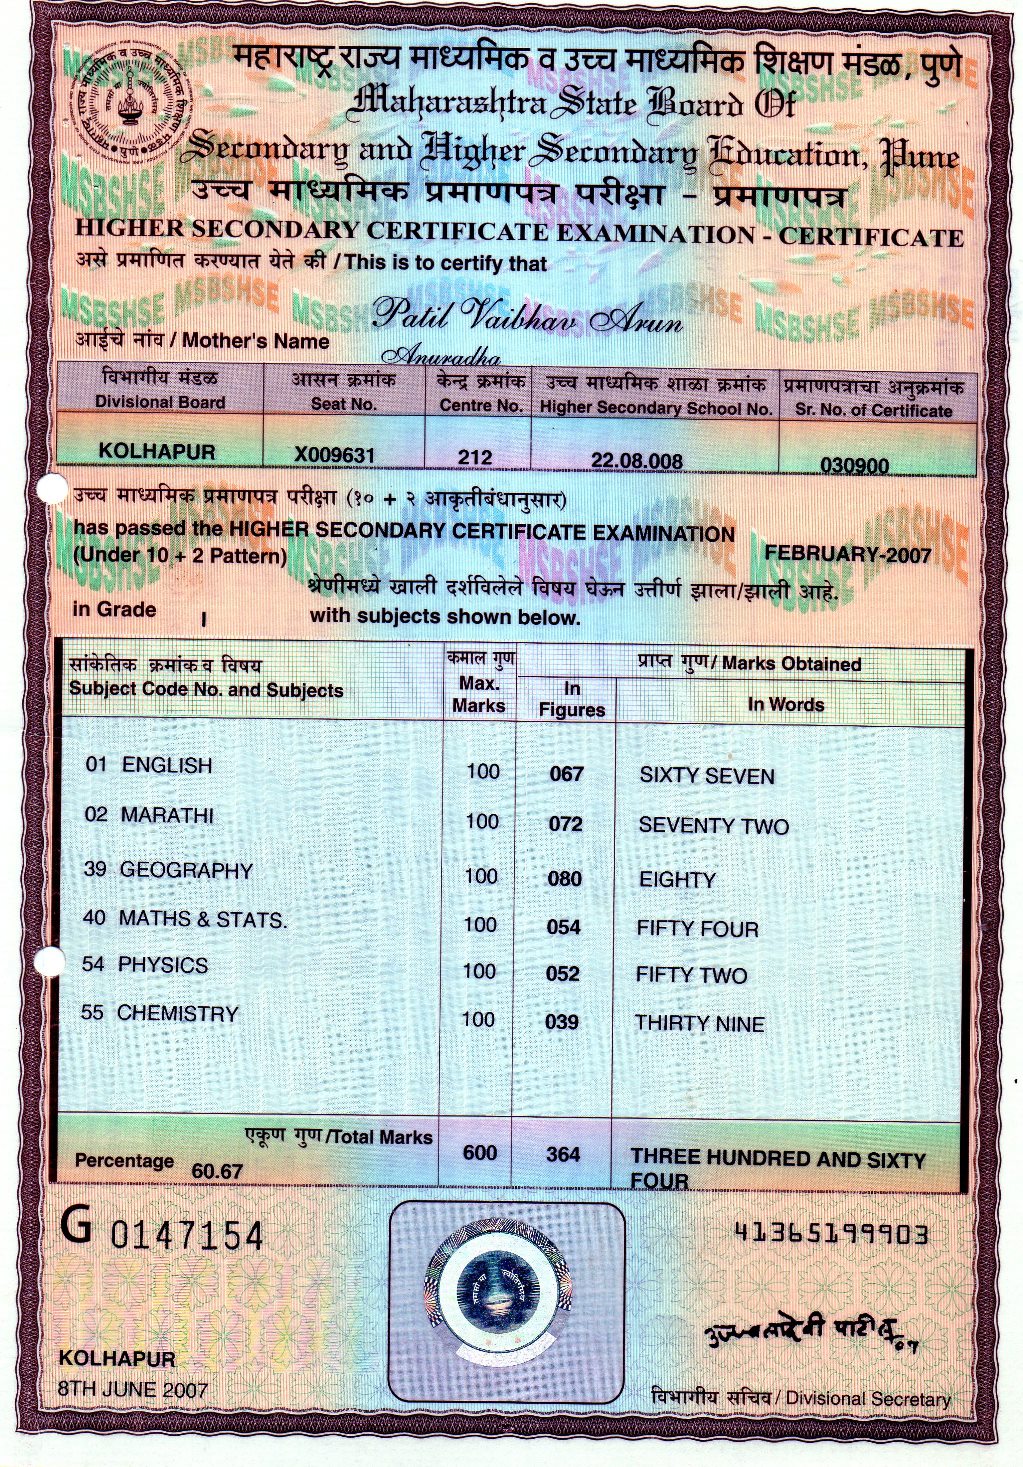 महाराष्ट्र राज्य माध्यमिक व उच्च माध्यमिक शिक्षण मंडळ, पुणे
Maharashtra State Board Of
Secondary and Higher Secondary Education, Pune
उच्च माध्यमिक प्रमाणपत्र परीक्षा - प्रमाणपत्र
HIGHER SECONDARY CERTIFICATE EXAMINATION - CERTIFICATE
असे प्रमाणित करण्यात येते की / This is to certify that
Patil Vaibhav Arun
आईचे नांव / Mother's Name
Anuradha
विभागीय मंडळ आसन क्रमांक केन्द्र क्रमांक उच्च माध्यमिक शाळा क्रमांक प्रमाणपत्राचा अनुक्रमांक
Divisional Board Seat No. Centre No. Higher Secondary School No. Sr. No. of Certificate
KOLHAPUR X009631 212 22.08.008 030900
उच्च माध्यमिक प्रमाणपत्र परीक्षा (१० + २ आकृतीबंधानुसार)
has passed the HIGHER SECONDARY CERTIFICATE EXAMINATION
(Under 10 + 2 Pattern) FEBRUARY-2007
श्रेणीमध्ये खाली दर्शविलेले विषय घेऊन उत्तीर्ण झाला/झाली आहे.
in Grade I with subjects shown below.
सांकेतिक क्रमांक व विषय कमाल गुण प्राप्त गुण / Marks Obtained
Subject Code No. and Subjects Max. Marks In Figures In Words
01 ENGLISH 100 067 SIXTY SEVEN
02 MARATHI 100 072 SEVENTY TWO
39 GEOGRAPHY 100 080 EIGHTY
40 MATHS & STATS. 100 054 FIFTY FOUR
54 PHYSICS 100 052 FIFTY TWO
55 CHEMISTRY 100 039 THIRTY NINE
एकूण गुण / Total Marks 600 364 THREE HUNDRED AND SIXTY
Percentage 60.67 FOUR
G 0147154 41365199903
KOLHAPUR
8TH JUNE 2007
विभागीय सचिव / Divisional Secretary